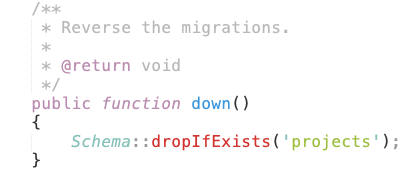 /**
 * Reverse the migrations.
 *
 * @return void
 */
public function down()
{
    Schema::dropIfExists('projects');
}